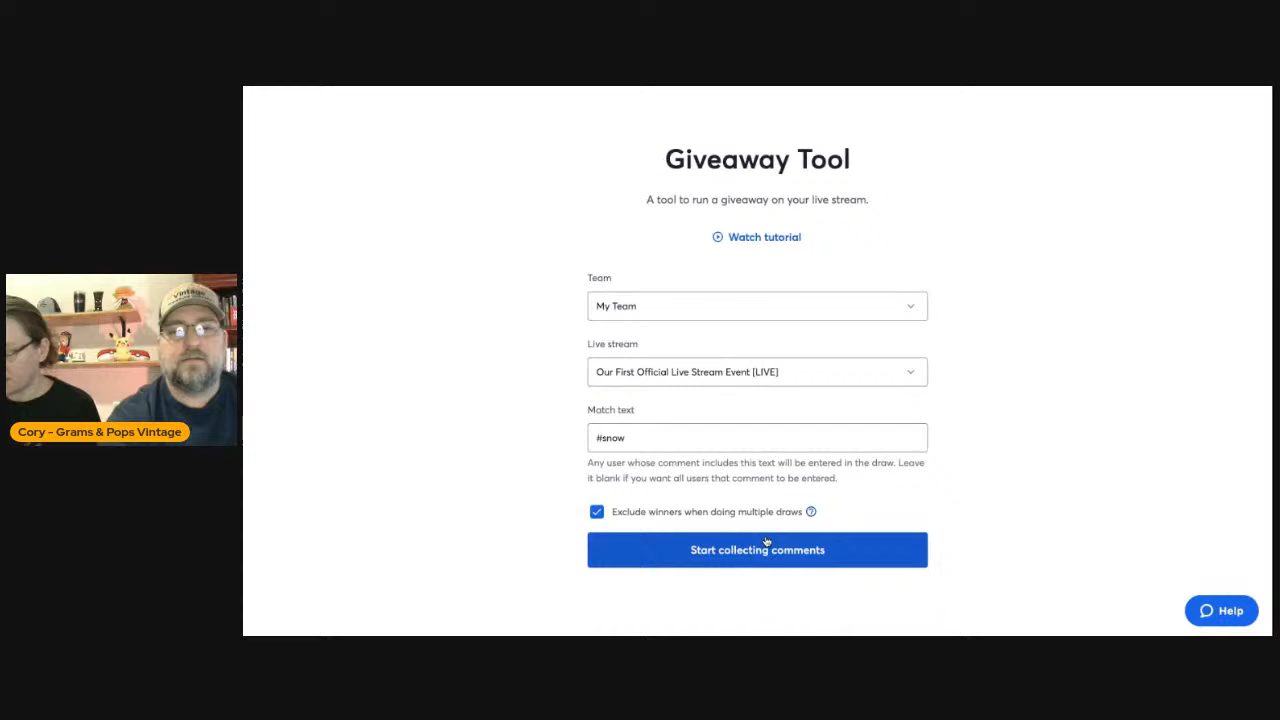 Giveaway Tool
A tool to run a giveaway on your live stream.
Watch tutorial
Team
My Team
Live stream
Our First Official Live Stream Event [LIVE]
Match text
#snow
Any user whose comment includes this text will be entered in the draw. Leave
it blank if you want all users that comment to be entered.
Exclude winners when doing multiple draws
Start collecting comments
Help
Vintage
Cory - Grams & Pops Vintage